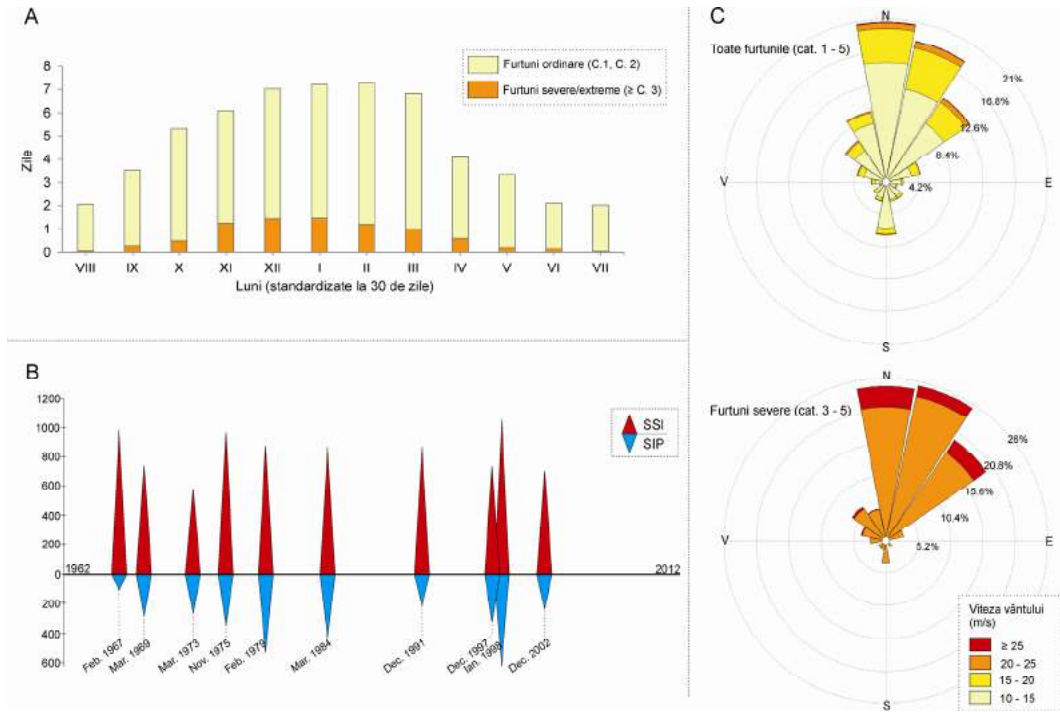 A
Furtuni ordinare (C.1, C. 2)
Furtuni severe/extreme (≥ C. 3)
8
7
6
5
4
3
2
1
0
Zile
VIII IX X XI XII I II III IV V VI VII
Luni (standardizate la 30 de zile)
B
1200
1000
800
600
400
200
0
200
400
600
SSI
SIP
1962 2012
Feb. 1967
Mar. 1969
Mar. 1973
Nov. 1975
Feb. 1979
Mar. 1984
Dec. 1991
Dec. 1997
Ian. 1998
Dec. 2002
C
N
Toate furtunile (cat. 1 - 5)
21%
16.8%
12.6%
8.4%
4.2%
V E
S
N
Furtuni severe (cat. 3 - 5)
26%
20.8%
15.6%
10.4%
5.2%
V E
S
Viteza vântului
(m/s)
≥ 25
20 - 25
15 - 20
10 - 15